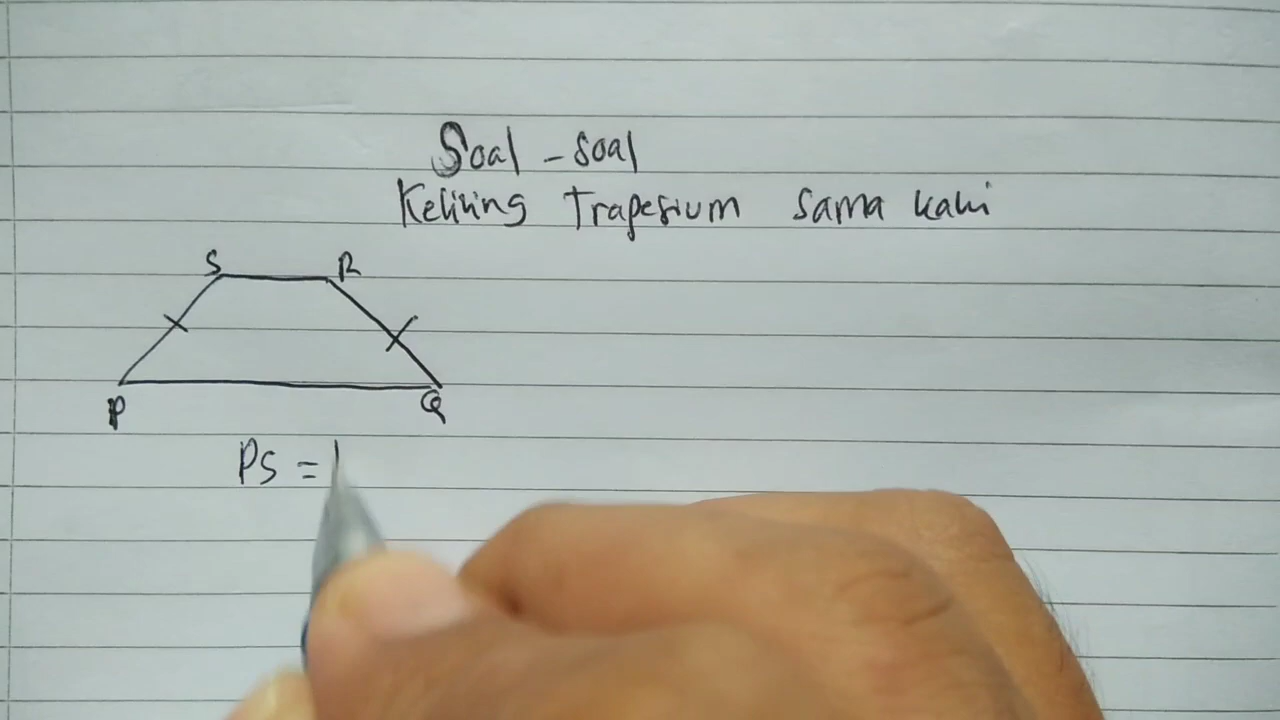 Soal - soal
Keliling Trapesium sama kaki
S R
P Q
PS =